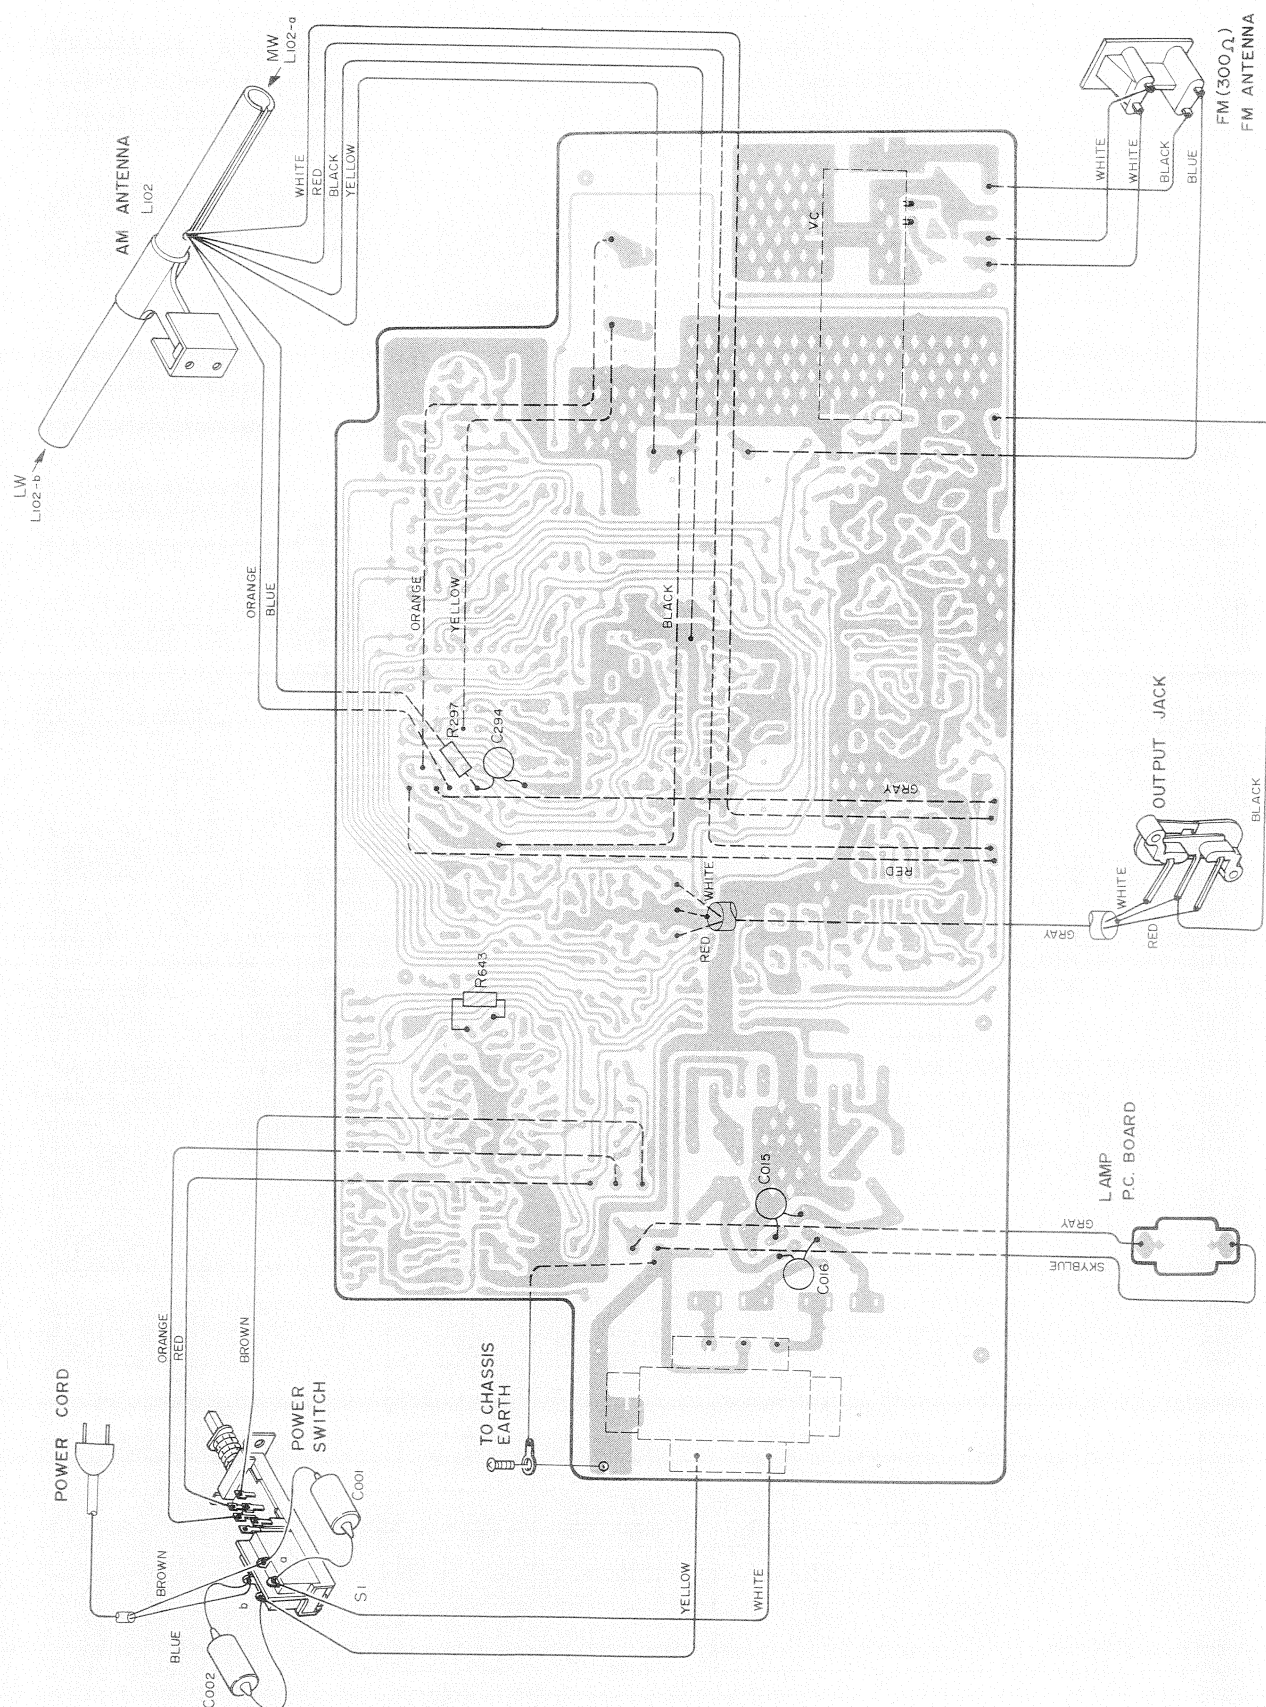 MW
L102-a
AM ANTENNA
L102
WHITE
RED
BLACK
YELLOW
LW
L102-b
ORANGE
BLUE
FM (300Ω)
FM ANTENNA
WHITE
WHITE
BLACK
BLUE
VC
ORANGE
YELLOW
BLACK
R297
C294
GRAY
RED
WHITE
RED
R643
OUTPUT JACK
WHITE
RED
GRAY
BLACK
C015
C016
LAMP
P.C. BOARD
GRAY
SKYBLUE
ORANGE
RED
BROWN
POWER CORD
POWER
SWITCH
TO CHASSIS
EARTH
C001
a
b
S1
BROWN
BLUE
C002
YELLOW
WHITE